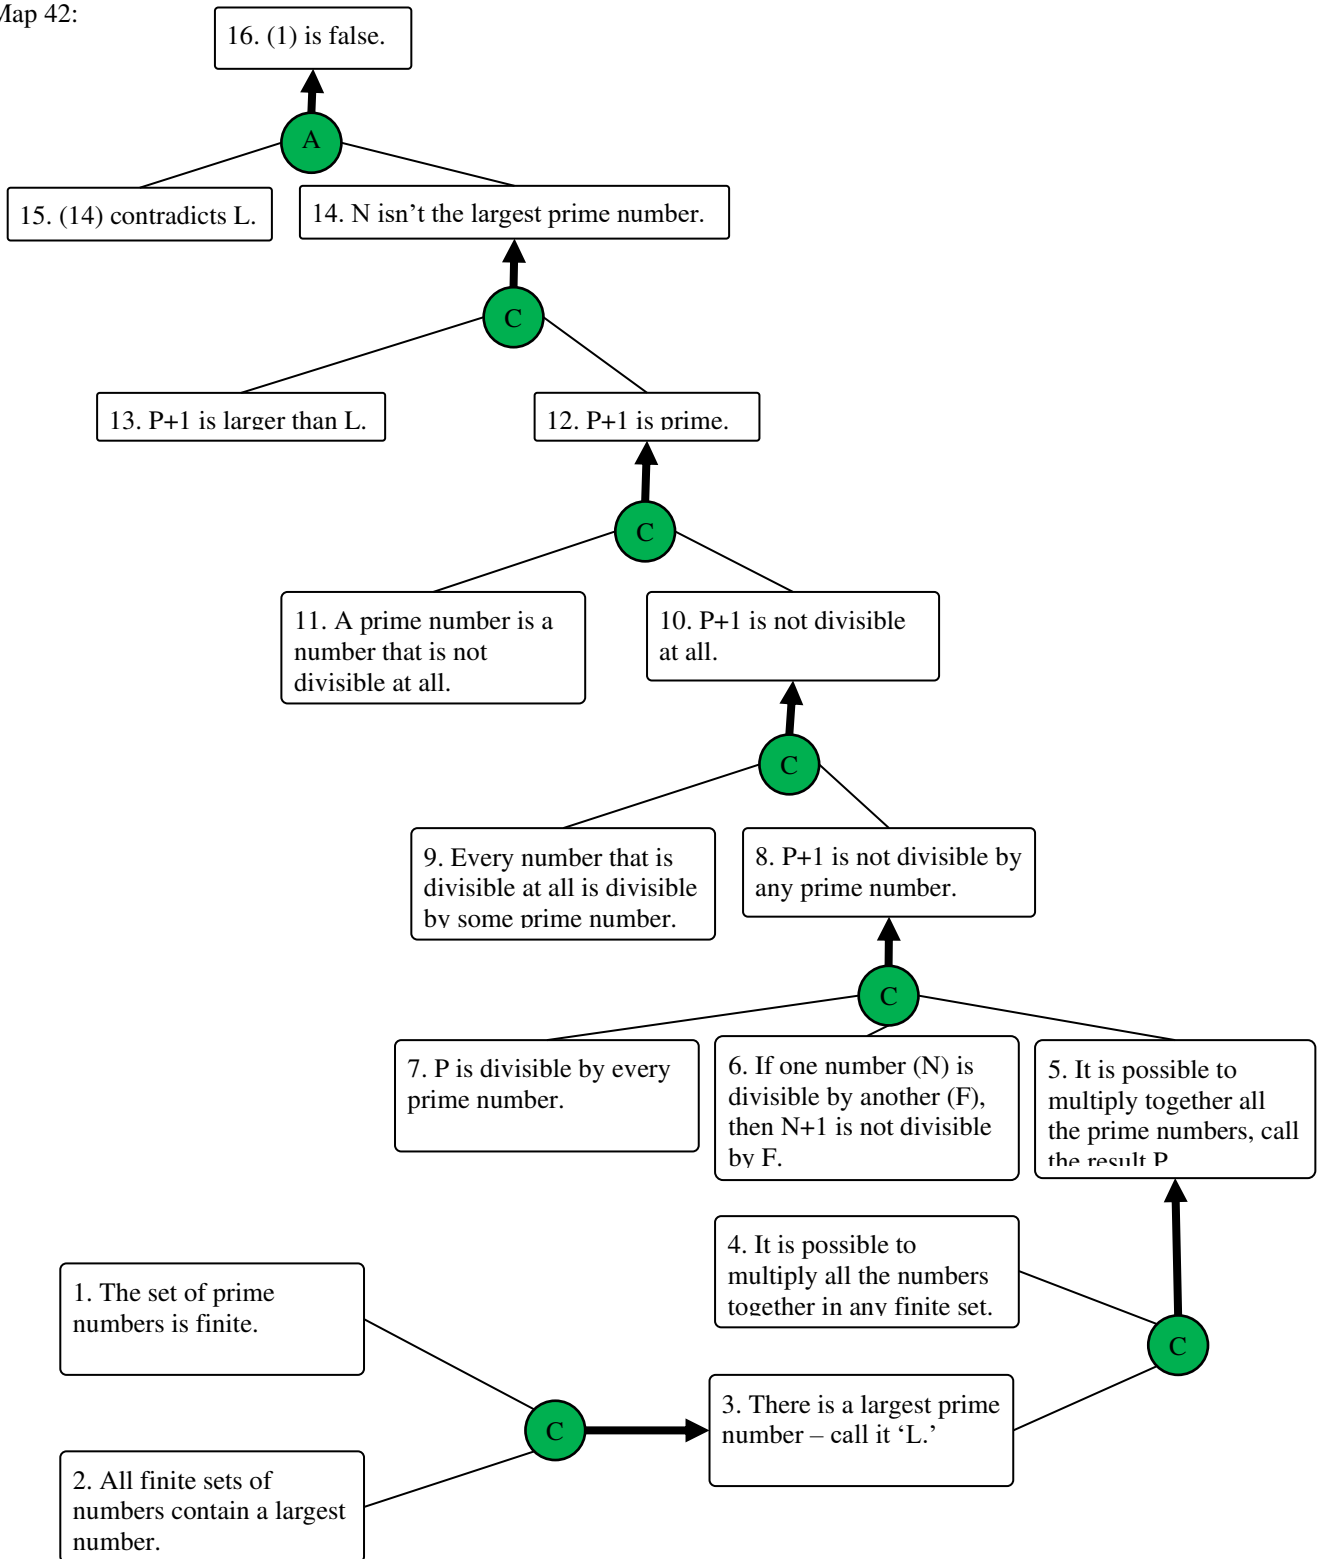 Map 42:
16. (1) is false.
A
15. (14) contradicts L.
14. N isn’t the largest prime number.
C
13. P+1 is larger than L.
12. P+1 is prime.
C
11. A prime number is a
number that is not
divisible at all.
10. P+1 is not divisible
at all.
C
9. Every number that is
divisible at all is divisible
by some prime number.
8. P+1 is not divisible by
any prime number.
C
7. P is divisible by every
prime number.
6. If one number (N) is
divisible by another (F),
then N+1 is not divisible
by F.
5. It is possible to
multiply together all
the prime numbers, call
the result P
4. It is possible to
multiply all the numbers
together in any finite set.
C
1. The set of prime
numbers is finite.
C
3. There is a largest prime
number – call it ‘L.’
2. All finite sets of
numbers contain a largest
number.